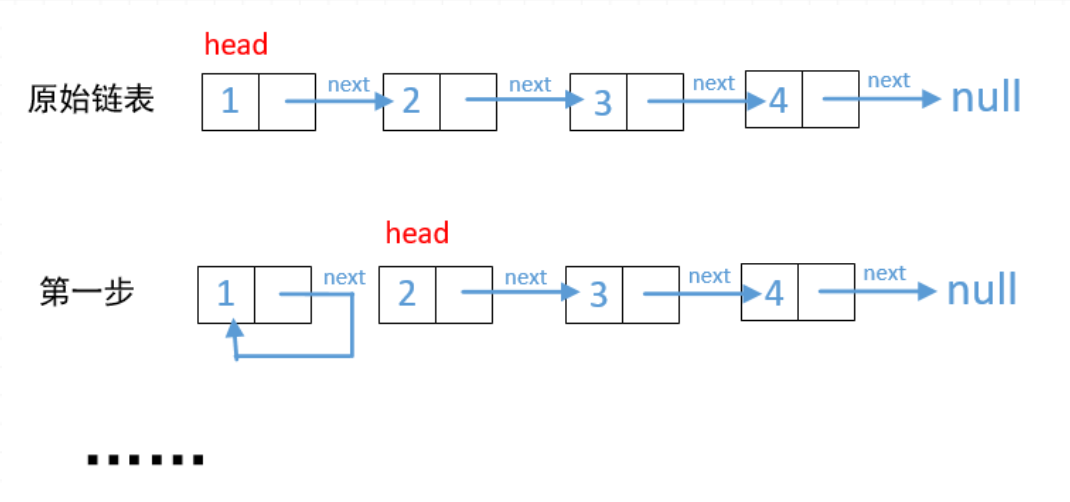 head
原始链表 1 next 2 next 3 next 4 next null
head
第一步 1 next 2 next 3 next 4 next null
......